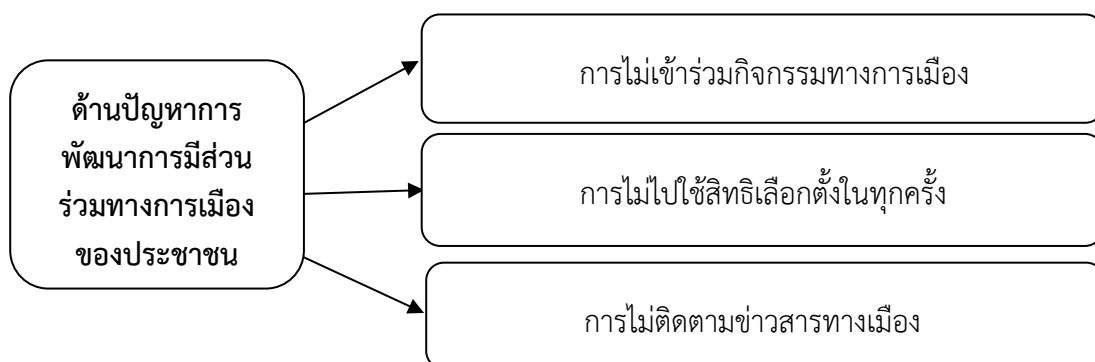 ด้านปัญหาการ
พัฒนาการมีส่วน
ร่วมทางการเมือง
ของประชาชน
การไม่เข้าร่วมกิจกรรมทางการเมือง
การไม่ไปใช้สิทธิเลือกตั้งในทุกครั้ง
การไม่ติดตามข่าวสารทางเมือง